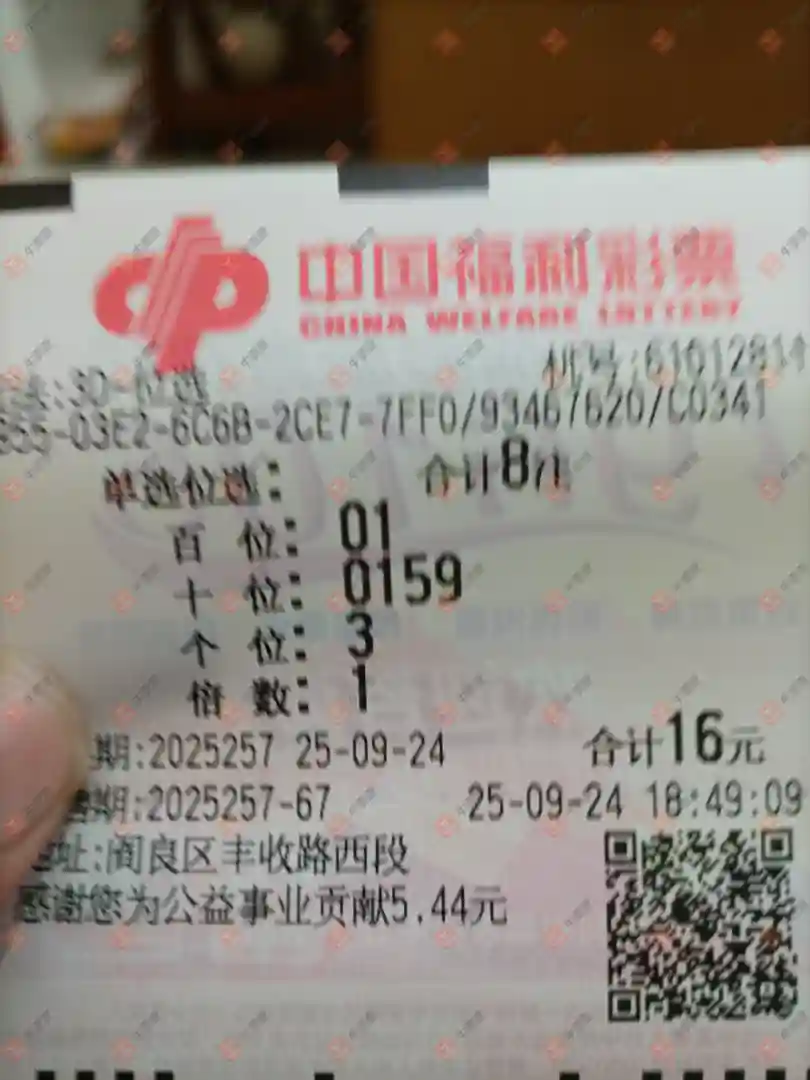 中国福利彩票
CHINA WELFARE LOTTERY
3D-位选 机号:61012814
03E2-6C6B-2CE7-7FF0/93467620/C0341
单选位选: 合计8注
百 位: 01
十 位: 0159
个 位: 3
倍 数: 1
期:2025257 25-09-24 合计16元
期:2025257-67 25-09-24 18:49:09
址:阎良区丰收路西段
感谢您为公益事业贡献5.44元